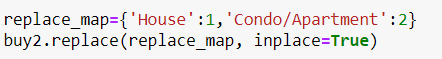 replace_map={'House':1,'Condo/Apartment':2}
buy2.replace(replace_map, inplace=True)